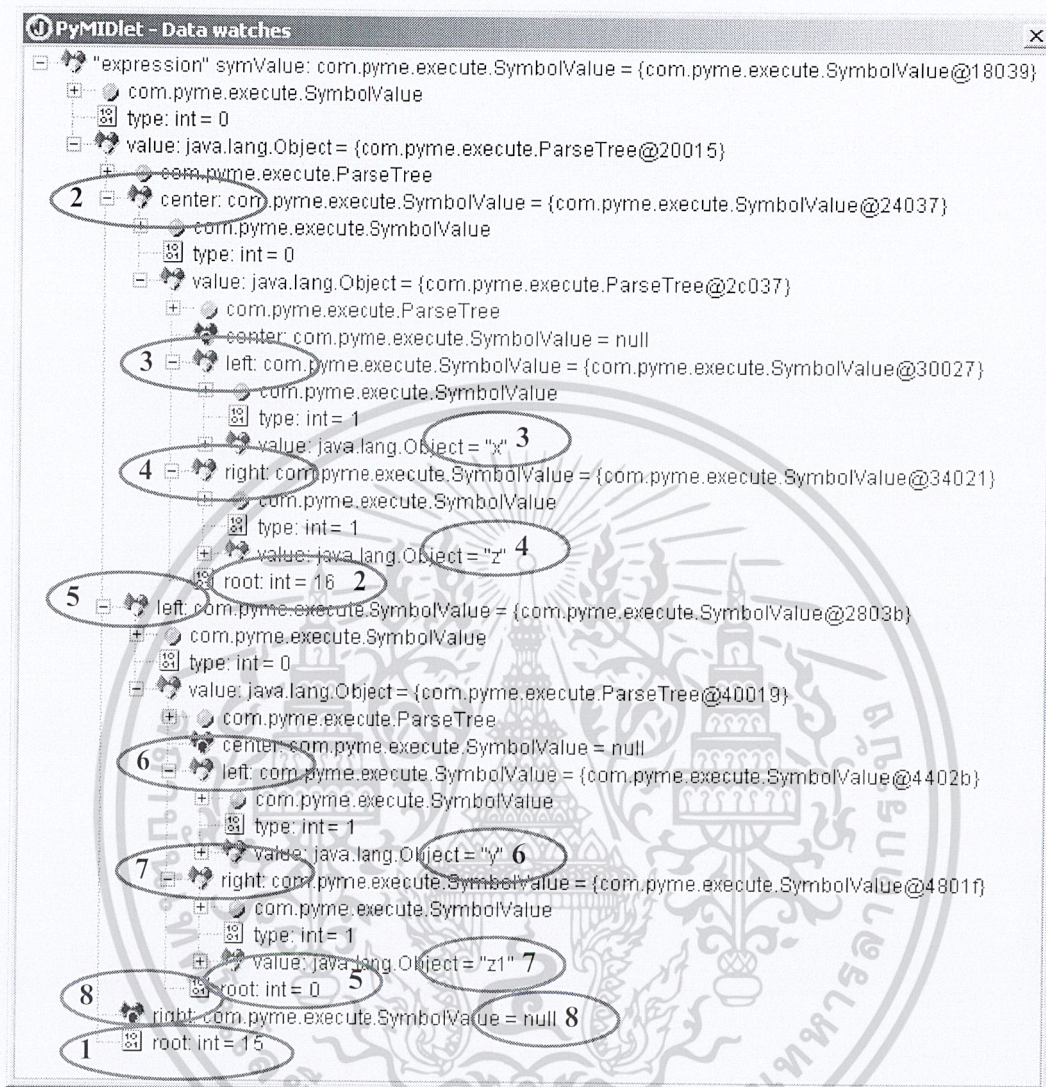 PyMIDlet - Data watches
"expression" symValue: com.pyme.execute.SymbolValue = {com.pyme.execute.SymbolValue@18039}
com.pyme.execute.SymbolValue
type: int = 0
value: java.lang.Object = {com.pyme.execute.ParseTree@20015}
com.pyme.execute.ParseTree
2 center: com.pyme.execute.SymbolValue = {com.pyme.execute.SymbolValue@24037}
com.pyme.execute.SymbolValue
type: int = 0
value: java.lang.Object = {com.pyme.execute.ParseTree@2c037}
com.pyme.execute.ParseTree
center: com.pyme.execute.SymbolValue = null
3 left: com.pyme.execute.SymbolValue = {com.pyme.execute.SymbolValue@30027}
com.pyme.execute.SymbolValue
type: int = 1
value: java.lang.Object = "x" 3
4 right: com.pyme.execute.SymbolValue = {com.pyme.execute.SymbolValue@34021}
com.pyme.execute.SymbolValue
type: int = 1
value: java.lang.Object = "z" 4
root: int = 16 2
5 left: com.pyme.execute.SymbolValue = {com.pyme.execute.SymbolValue@2803b}
com.pyme.execute.SymbolValue
type: int = 0
value: java.lang.Object = {com.pyme.execute.ParseTree@40019}
com.pyme.execute.ParseTree
center: com.pyme.execute.SymbolValue = null
6 left: com.pyme.execute.SymbolValue = {com.pyme.execute.SymbolValue@4402b}
com.pyme.execute.SymbolValue
type: int = 1
value: java.lang.Object = "y" 6
7 right: com.pyme.execute.SymbolValue = {com.pyme.execute.SymbolValue@4801f}
com.pyme.execute.SymbolValue
type: int = 1
value: java.lang.Object = "z1" 7
root: int = 0 5
8 right: com.pyme.execute.SymbolValue = null 8
1 root: int = 15